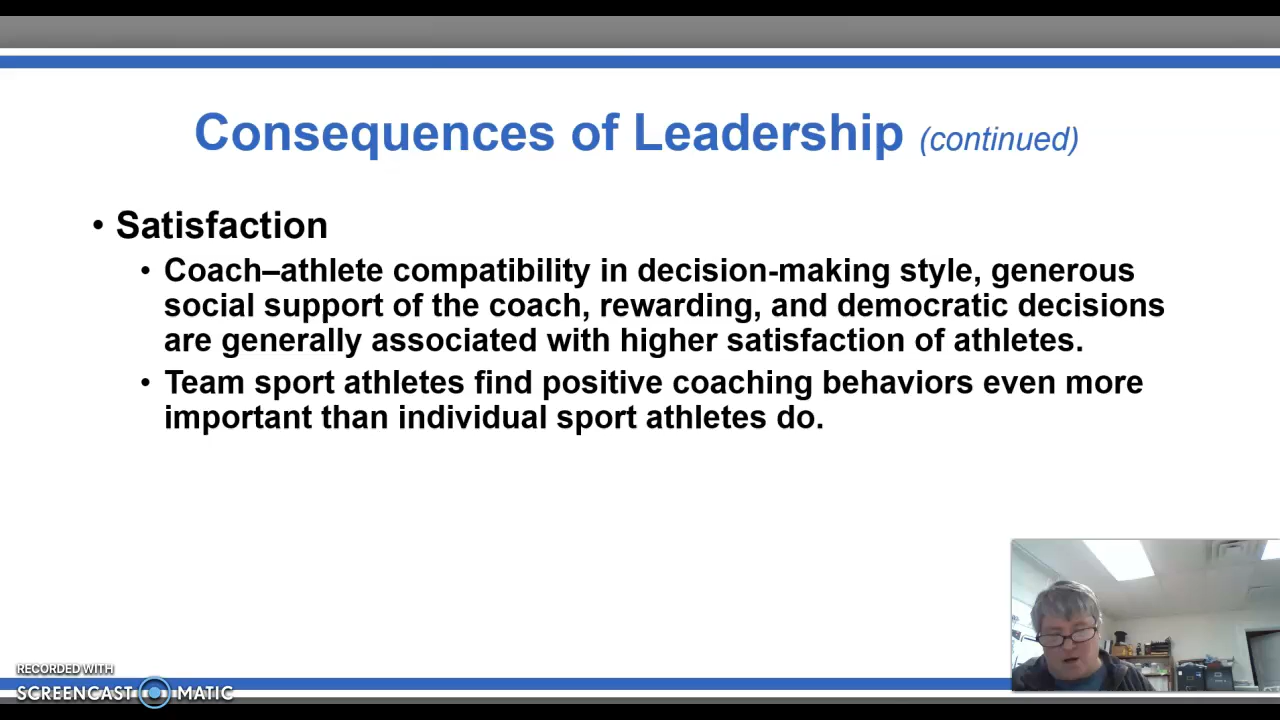 Consequences of Leadership (continued)
• Satisfaction
• Coach–athlete compatibility in decision-making style, generous
social support of the coach, rewarding, and democratic decisions
are generally associated with higher satisfaction of athletes.
• Team sport athletes find positive coaching behaviors even more
important than individual sport athletes do.
RECORDED WITH
SCREENCAST MATIC